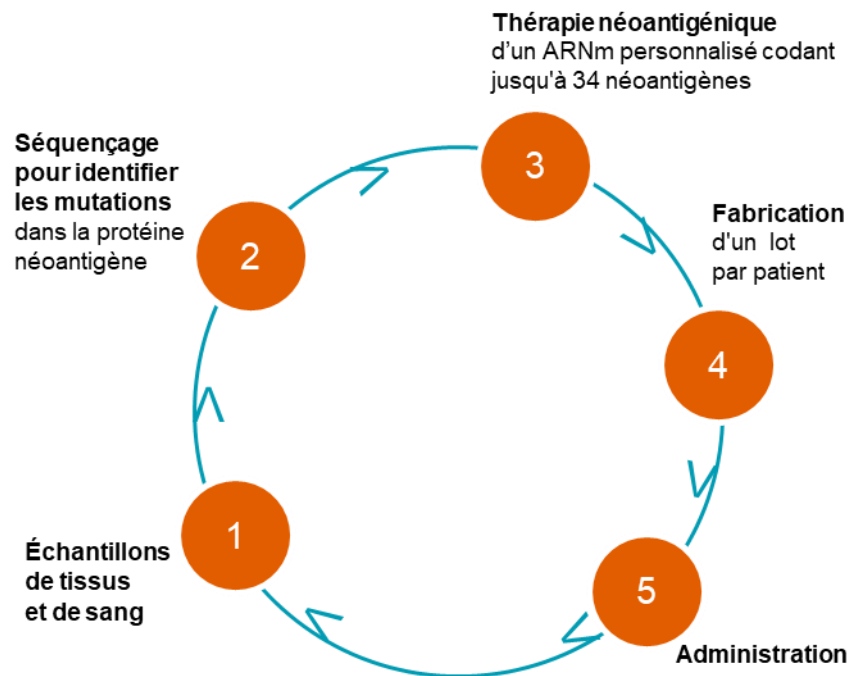 Thérapie néoantigénique
d'un ARNm personnalisé codant
jusqu'à 34 néoantigènes
3
Séquençage
pour identifier
les mutations
dans la protéine
néoantigène
2
Fabrication
d'un lot
par patient
4
1
Échantillons
de tissus
et de sang
5
Administration